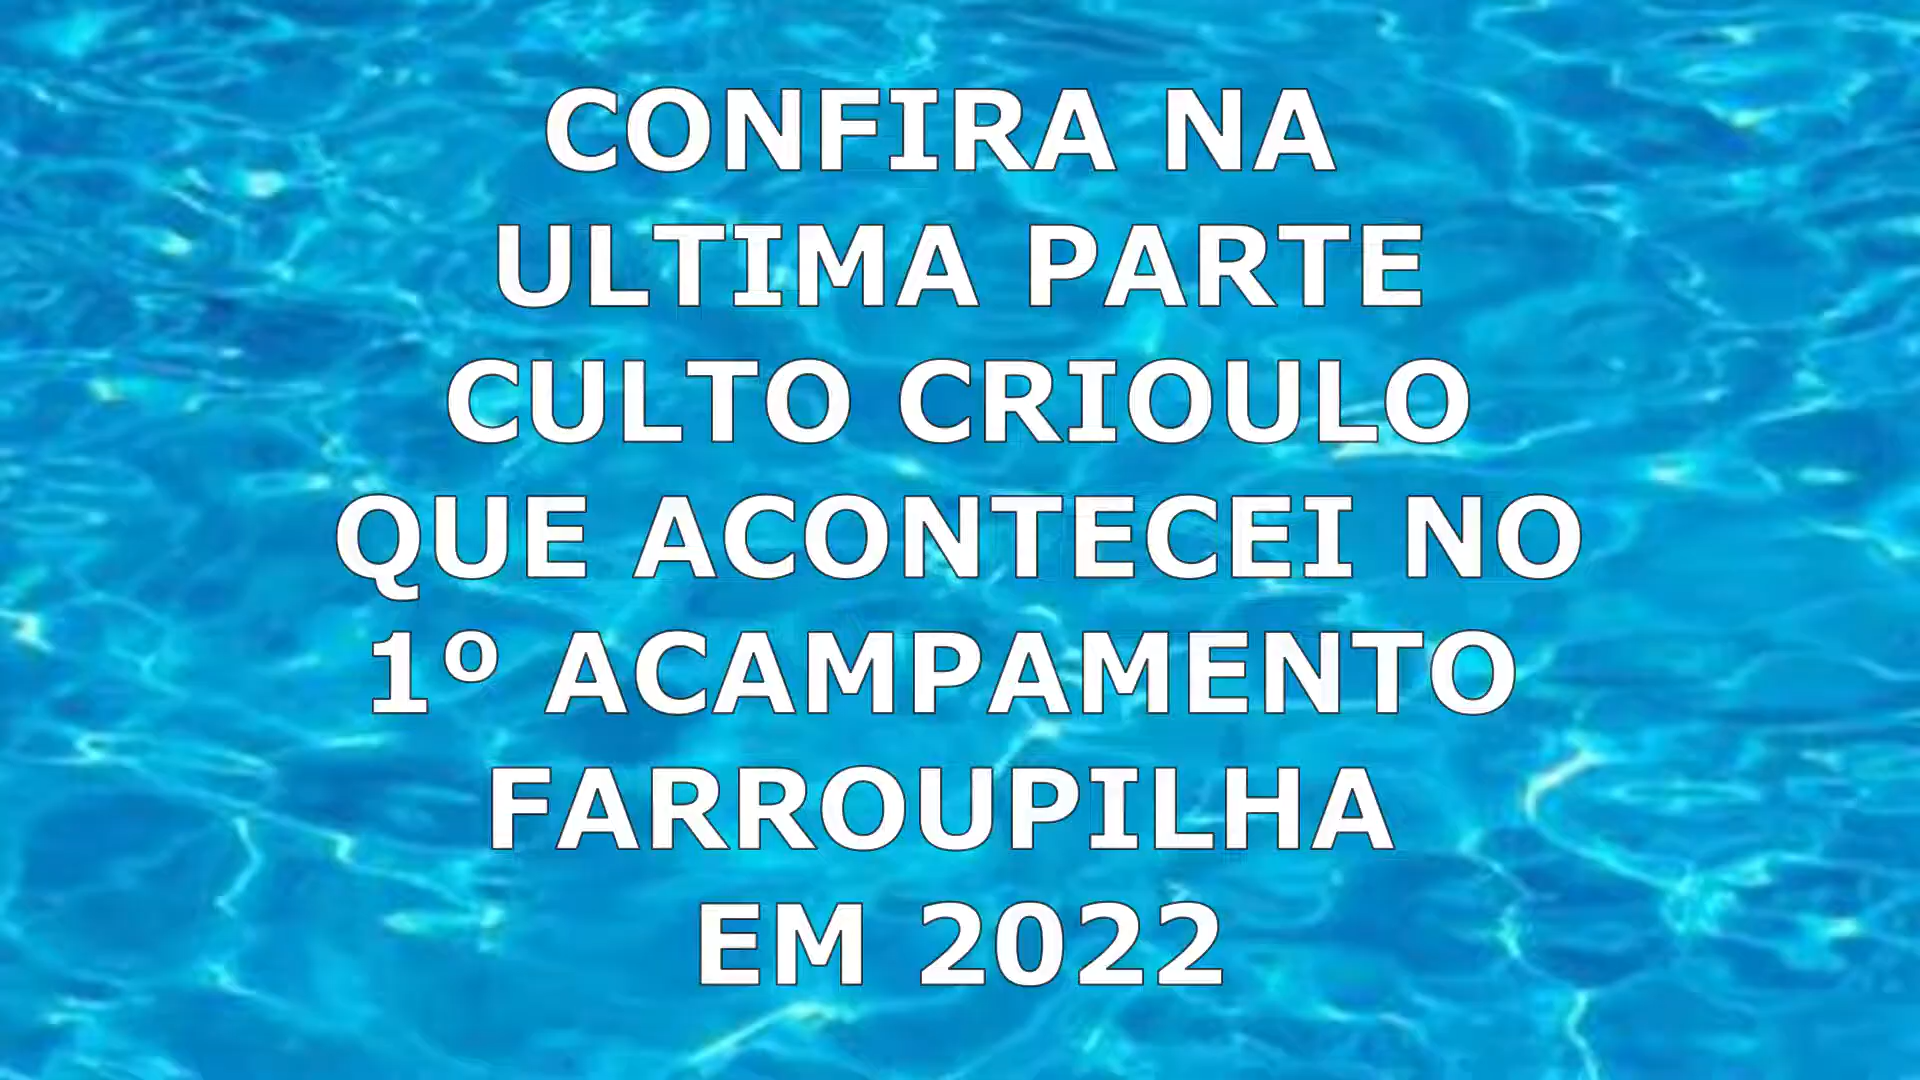 CONFIRA NA
ULTIMA PARTE
CULTO CRIOULO
QUE ACONTECEI NO
1º ACAMPAMENTO
FARROUPILHA
EM 2022